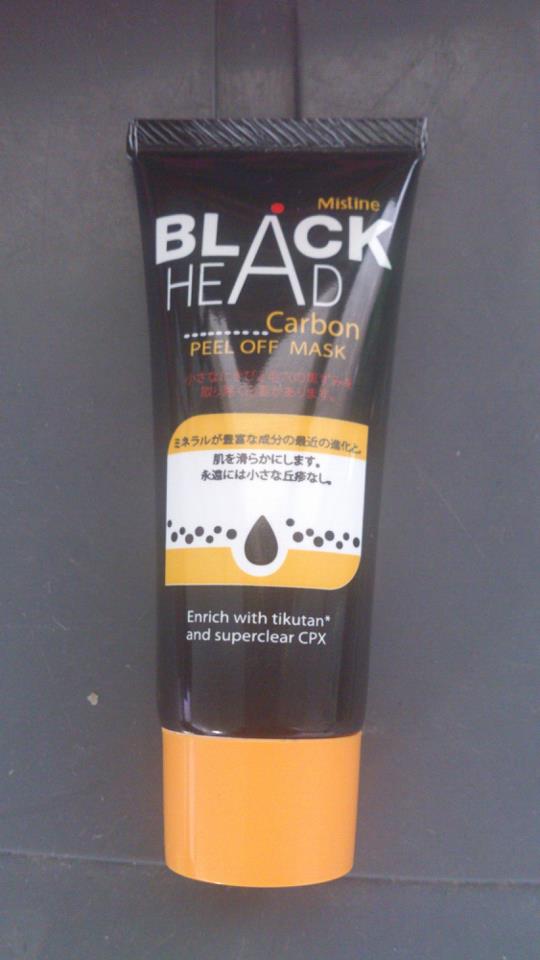 Mistine
BLACK
HEAD
Carbon
PEEL OFF MASK
ミネラルが豊富な成分の最近の進化と、
肌を滑らかにします。
永遠には小さな丘疹なし。
Enrich with tikutan*
and superclear CPX